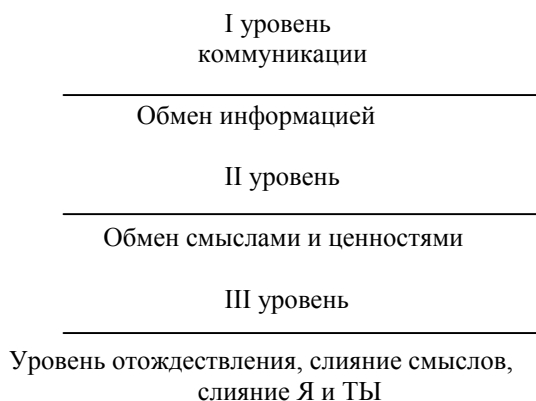 I уровень
коммуникации
Обмен информацией
II уровень
Обмен смыслами и ценностями
III уровень
Уровень отождествления, слияние смыслов,
слияние Я и ТЫ